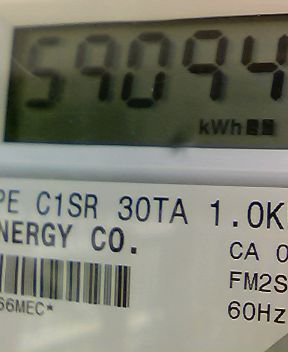 59094
kWh
PE C1SR 30TA 1.0K
NERGY CO.
CA 0
FM2S
66MEC*
60Hz